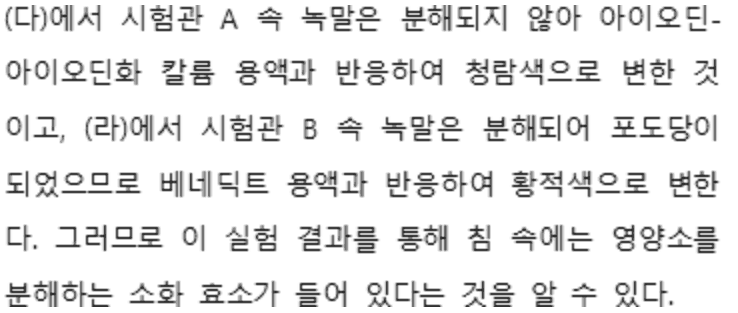 (다)에서 시험관 A 속 녹말은 분해되지 않아 아이오딘-
아이오딘화 칼륨 용액과 반응하여 청람색으로 변한 것
이고, (라)에서 시험관 B 속 녹말은 분해되어 포도당이
되었으므로 베네딕트 용액과 반응하여 황적색으로 변한
다. 그러므로 이 실험 결과를 통해 침 속에는 영양소를
분해하는 소화 효소가 들어 있다는 것을 알 수 있다.